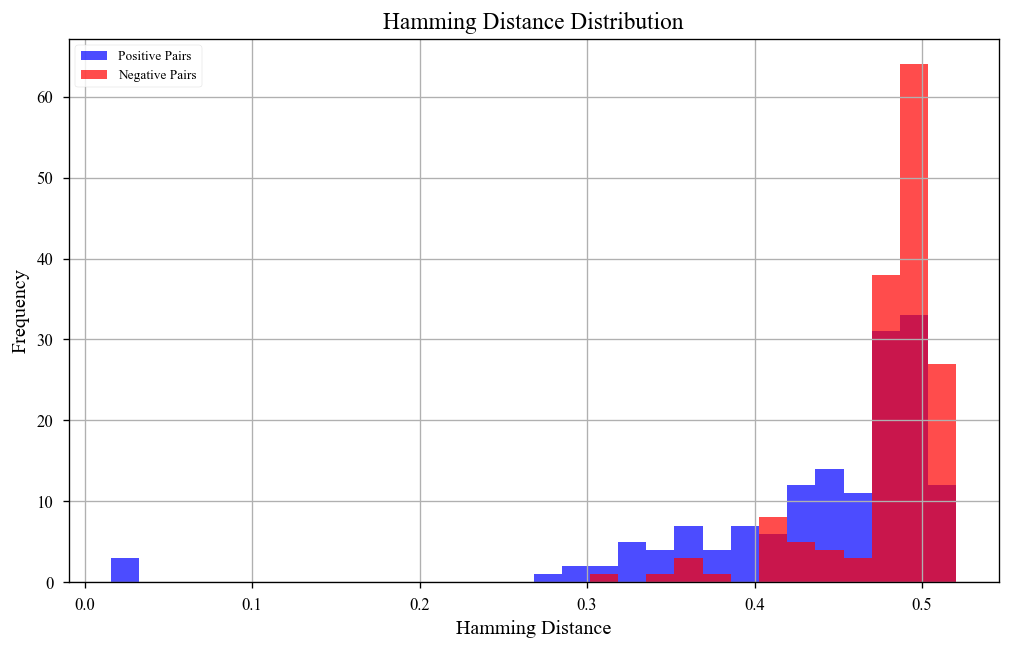 Hamming Distance Distribution
Positive Pairs
Negative Pairs
Frequency
60
50
40
30
20
10
0
0.0 0.1 0.2 0.3 0.4 0.5
Hamming Distance